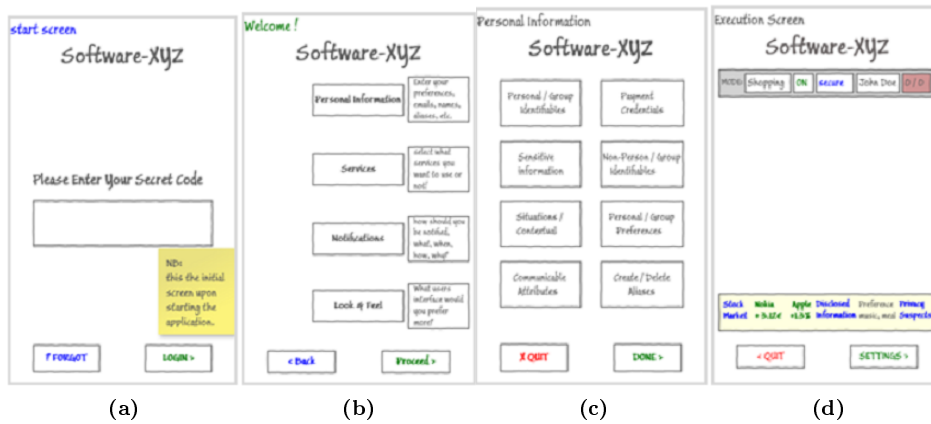 start screen
Software-XYZ
Please Enter Your Secret Code
NB:
this the initial
screen upon
starting the
application.
? FORGOT
LOGIN >
(a)
Welcome !
Software-XYZ
Personal Information
Enter your
preferences,
emails, names,
aliases, etc.
Services
select what
services you
want to use or
not!
Notifications
how should you
be notified,
what, when,
how, why?
Look & Feel
What users
interface would
you prefer
more?
< Back
Proceed >
(b)
Personal Information
Software-XYZ
Personal / Group
Identifiables
Payment
Credentials
Sensitive
Information
Non-Person / Group
Identifiables
Situations /
Contextual
Personal / Group
Preferences
Communicable
Attributes
Create / Delete
Aliases
X QUIT
DONE >
(c)
Execution Screen
Software-XYZ
MODE:
Shopping
ON
secure
John Doe
Stock
Market
Nokia
Apple
+1.5%
Disclosed
Information
Preference
music, meal
Privacy
Suspects
< QUIT
SETTINGS >
(d)